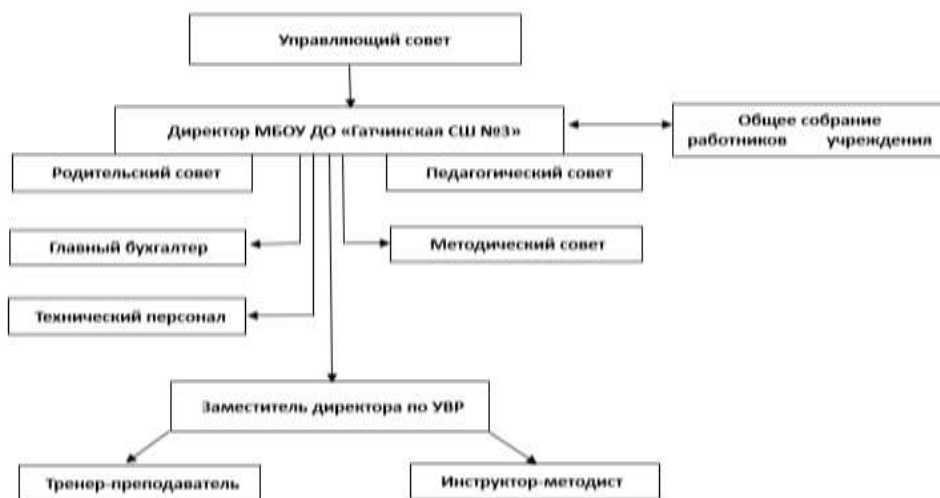 Управляющий совет
Директор МБОУ ДО «Гатчинская СШ №3»
Общее собрание
работников учреждения
Родительский совет
Педагогический совет
Главный бухгалтер
Методический совет
Технический персонал
Заместитель директора по УВР
Тренер-преподаватель
Инструктор-методист